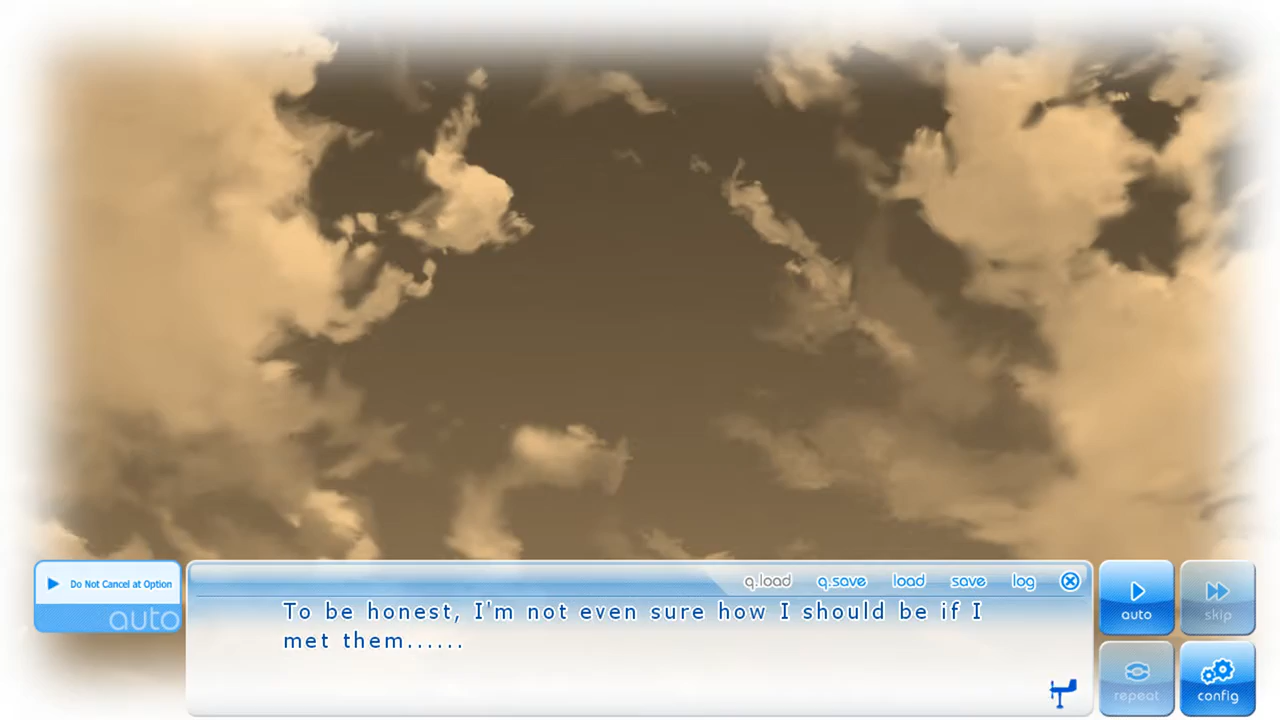 Do Not Cancel at Option
auto
q.load q.save load save log
To be honest, I'm not even sure how I should be if I
met them......
auto
skip
repeat
config